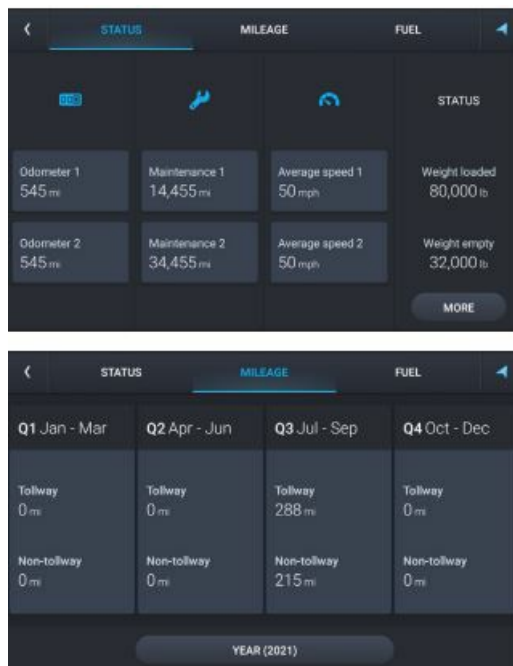 STATUS MILEAGE FUEL
STATUS
Odometer 1 Maintenance 1 Average speed 1 Weight loaded
545 mi 14,455 mi 50 mph 80,000 lb
Odometer 2 Maintenance 2 Average speed 2 Weight empty
545 mi 34,455 mi 50 mph 32,000 lb
MORE
STATUS MILEAGE FUEL
Q1 Jan - Mar Q2 Apr - Jun Q3 Jul - Sep Q4 Oct - Dec
Tollway Tollway Tollway Tollway
0 mi 0 mi 288 mi 0 mi
Non-tollway Non-tollway Non-tollway Non-tollway
0 mi 0 mi 215 mi 0 mi
YEAR (2021)